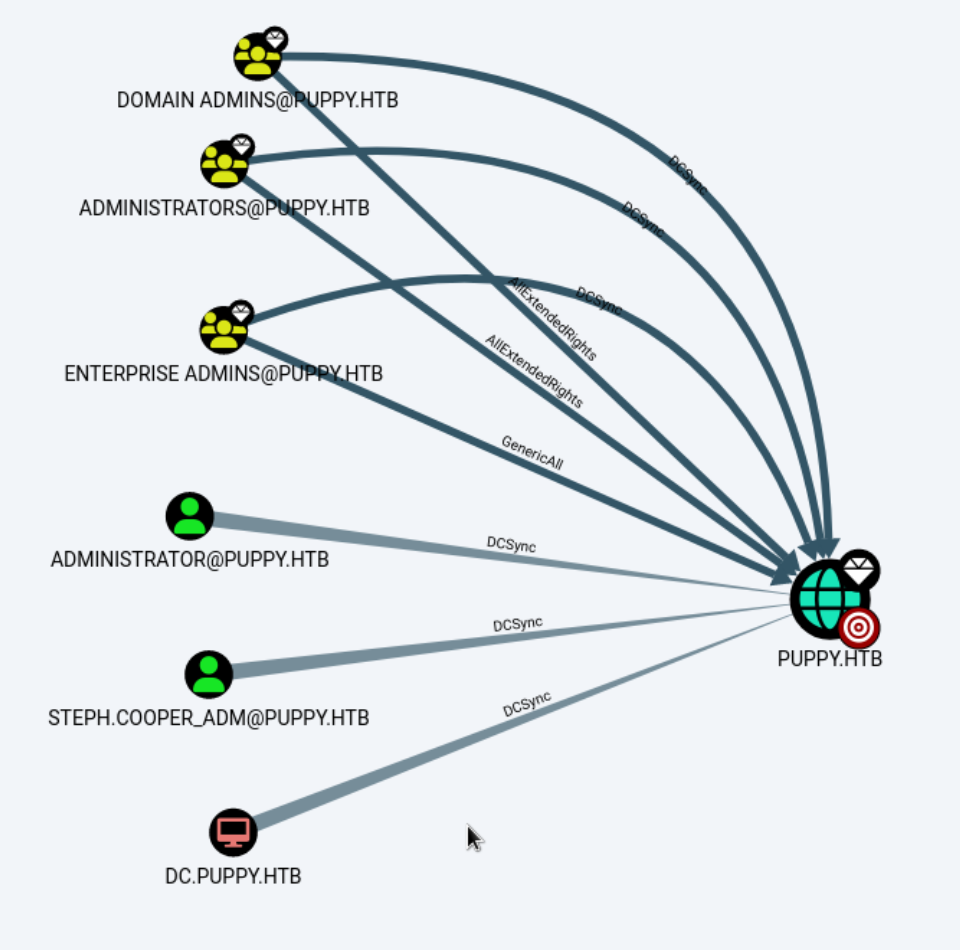 DOMAIN ADMINS@PUPPY.HTB
DCSync
ADMINISTRATORS@PUPPY.HTB
DCSync
AllExtendedRights
DCSync
AllExtendedRights
ENTERPRISE ADMINS@PUPPY.HTB
GenericAll
DCSync
ADMINISTRATOR@PUPPY.HTB
DCSync
PUPPY.HTB
STEPH.COOPER_ADM@PUPPY.HTB
DCSync
DC.PUPPY.HTB